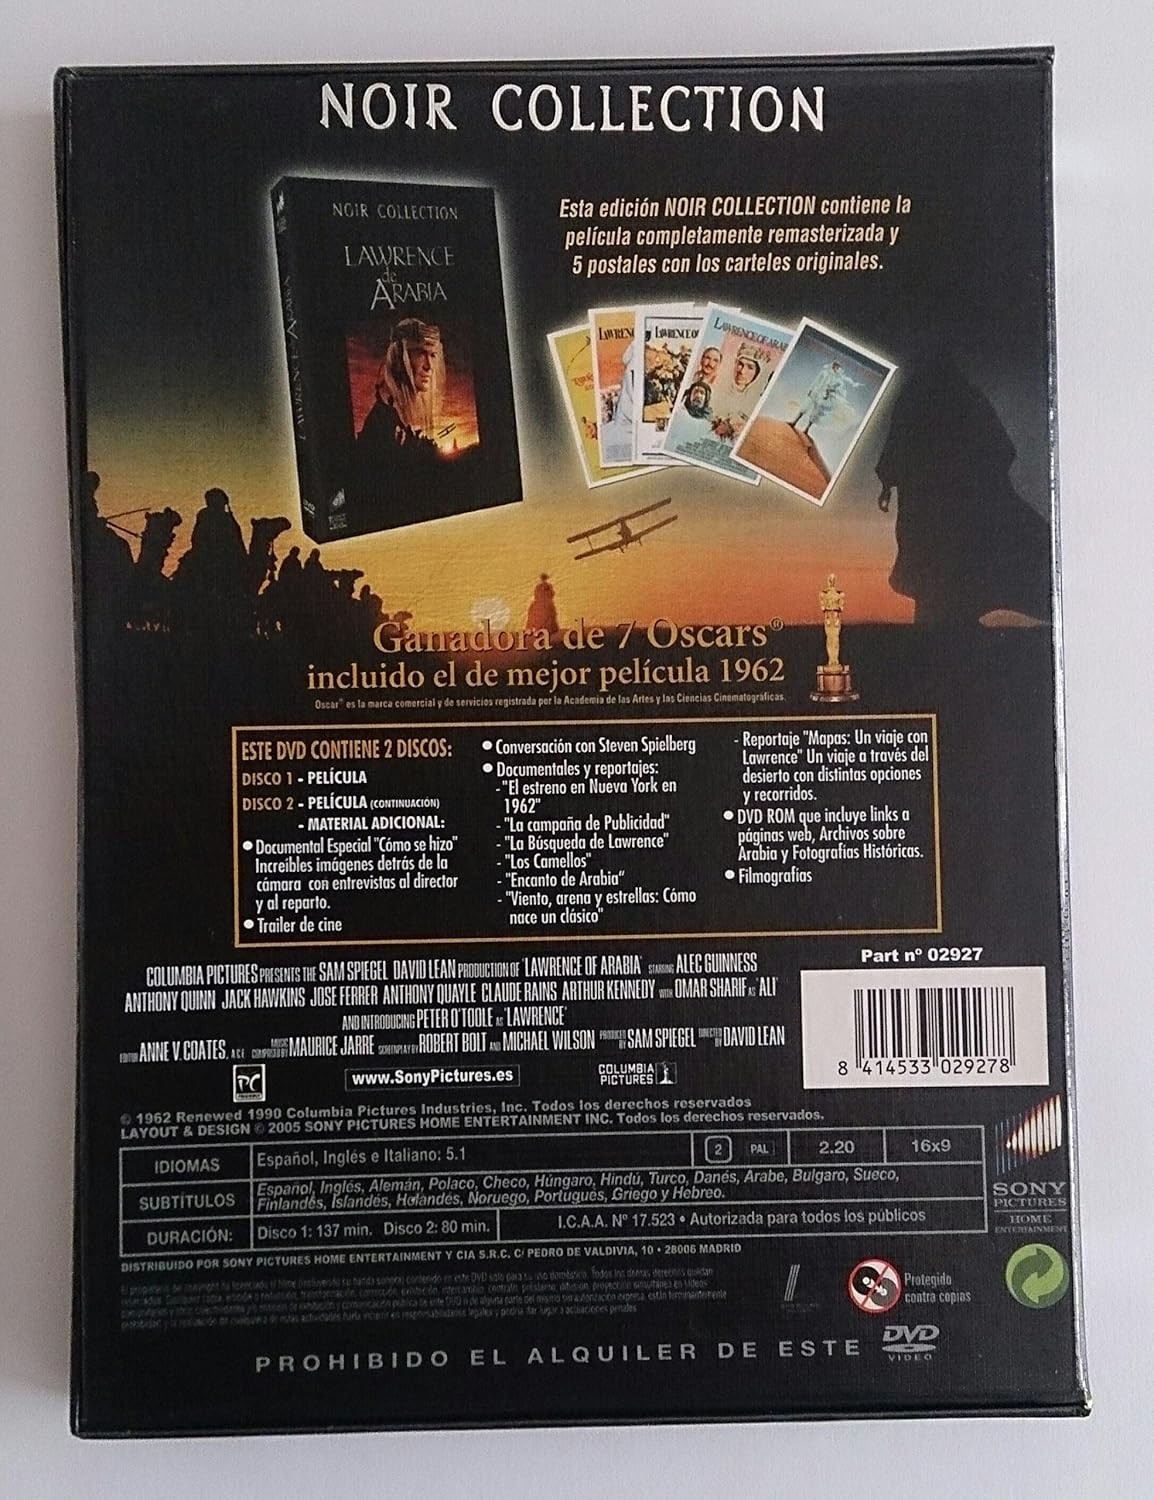 NOIR COLLECTION
NOIR COLLECTION
LAWRENCE
de
ARABIA
LAWRENCE ARABIA
Esta edición NOIR COLLECTION contiene la
película completamente remasterizada y
5 postales con los carteles originales.
LAWRENCE OF ARAB
Ganadora de 7 Oscars®
incluido el de mejor película 1962
Oscar® es la marca comercial y de servicios registrada por la Academia de las Artes y las Ciencias Cinematográficas.
ESTE DVD CONTIENE 2 DISCOS:
DISCO 1 - PELÍCULA
DISCO 2 - PELÍCULA (CONTINUACIÓN)
- MATERIAL ADICIONAL:
● Documental Especial "Cómo se hizo"
Increíbles imágenes detrás de la
cámara con entrevistas al director
y al reparto.
● Trailer de cine
● Conversación con Steven Spielberg
● Documentales y reportajes:
- "El estreno en Nueva York en
1962"
- "La campaña de Publicidad"
- "La Búsqueda de Lawrence"
- "Los Camellos"
- "Encanto de Arabia"
- "Viento, arena y estrellas: Cómo
nace un clásico"
- Reportaje "Mapas: Un viaje con
Lawrence" Un viaje a través del
desierto con distintas opciones
y recorridos.
● DVD ROM que incluye links a
páginas web, Archivos sobre
Arabia y Fotografías Históricas.
● Filmografías
COLUMBIA PICTURES PRESENTS THE SAM SPIEGEL DAVID LEAN PRODUCTION OF 'LAWRENCE OF ARABIA' STARRING ALEC GUINNESS
ANTHONY QUINN JACK HAWKINS JOSE FERRER ANTHONY QUAYLE CLAUDE RAINS ARTHUR KENNEDY WITH OMAR SHARIF AS 'ALI'
AND INTRODUCING PETER O'TOOLE AS 'LAWRENCE'
EDITOR ANNE V. COATES, A.C.E. MUSIC COMPOSED BY MAURICE JARRE SCREENPLAY BY ROBERT BOLT AND MICHAEL WILSON PRODUCED BY SAM SPIEGEL DIRECTED BY DAVID LEAN
Part nº 02927
8 414533 029278
PC
www.SonyPictures.es
COLUMBIA
PICTURES
© 1962 Renewed 1990 Columbia Pictures Industries, Inc. Todos los derechos reservados
LAYOUT & DESIGN © 2005 SONY PICTURES HOME ENTERTAINMENT INC. Todos los derechos reservados.
IDIOMAS Español, Inglés e Italiano: 5.1 2 PAL 2.20 16x9
SUBTÍTULOS Español, Inglés, Alemán, Polaco, Checo, Húngaro, Hindú, Turco, Danés, Arabe, Bulgaro, Sueco,
Finlandés, Islandés, Holandés, Noruego, Portugués, Griego y Hebreo.
DURACIÓN: Disco 1: 137 min. Disco 2: 80 min. I.C.A.A. Nº 17.523 • Autorizada para todos los públicos
SONY
PICTURES
HOME
ENTERTAINMENT
DISTRIBUIDO POR SONY PICTURES HOME ENTERTAINMENT Y CIA S.R.C. C/ PEDRO DE VALDIVIA, 10 • 28006 MADRID
Protegido
contra copias
PROHIBIDO EL ALQUILER DE ESTE DVD
VIDEO